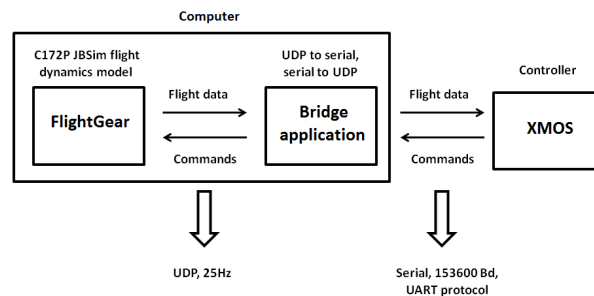 Computer
C172P JBSim flight
dynamics model
FlightGear
Flight data
Commands
UDP to serial,
serial to UDP
Bridge
application
Flight data
Commands
Controller
XMOS
UDP, 25Hz
Serial, 153600 Bd,
UART protocol